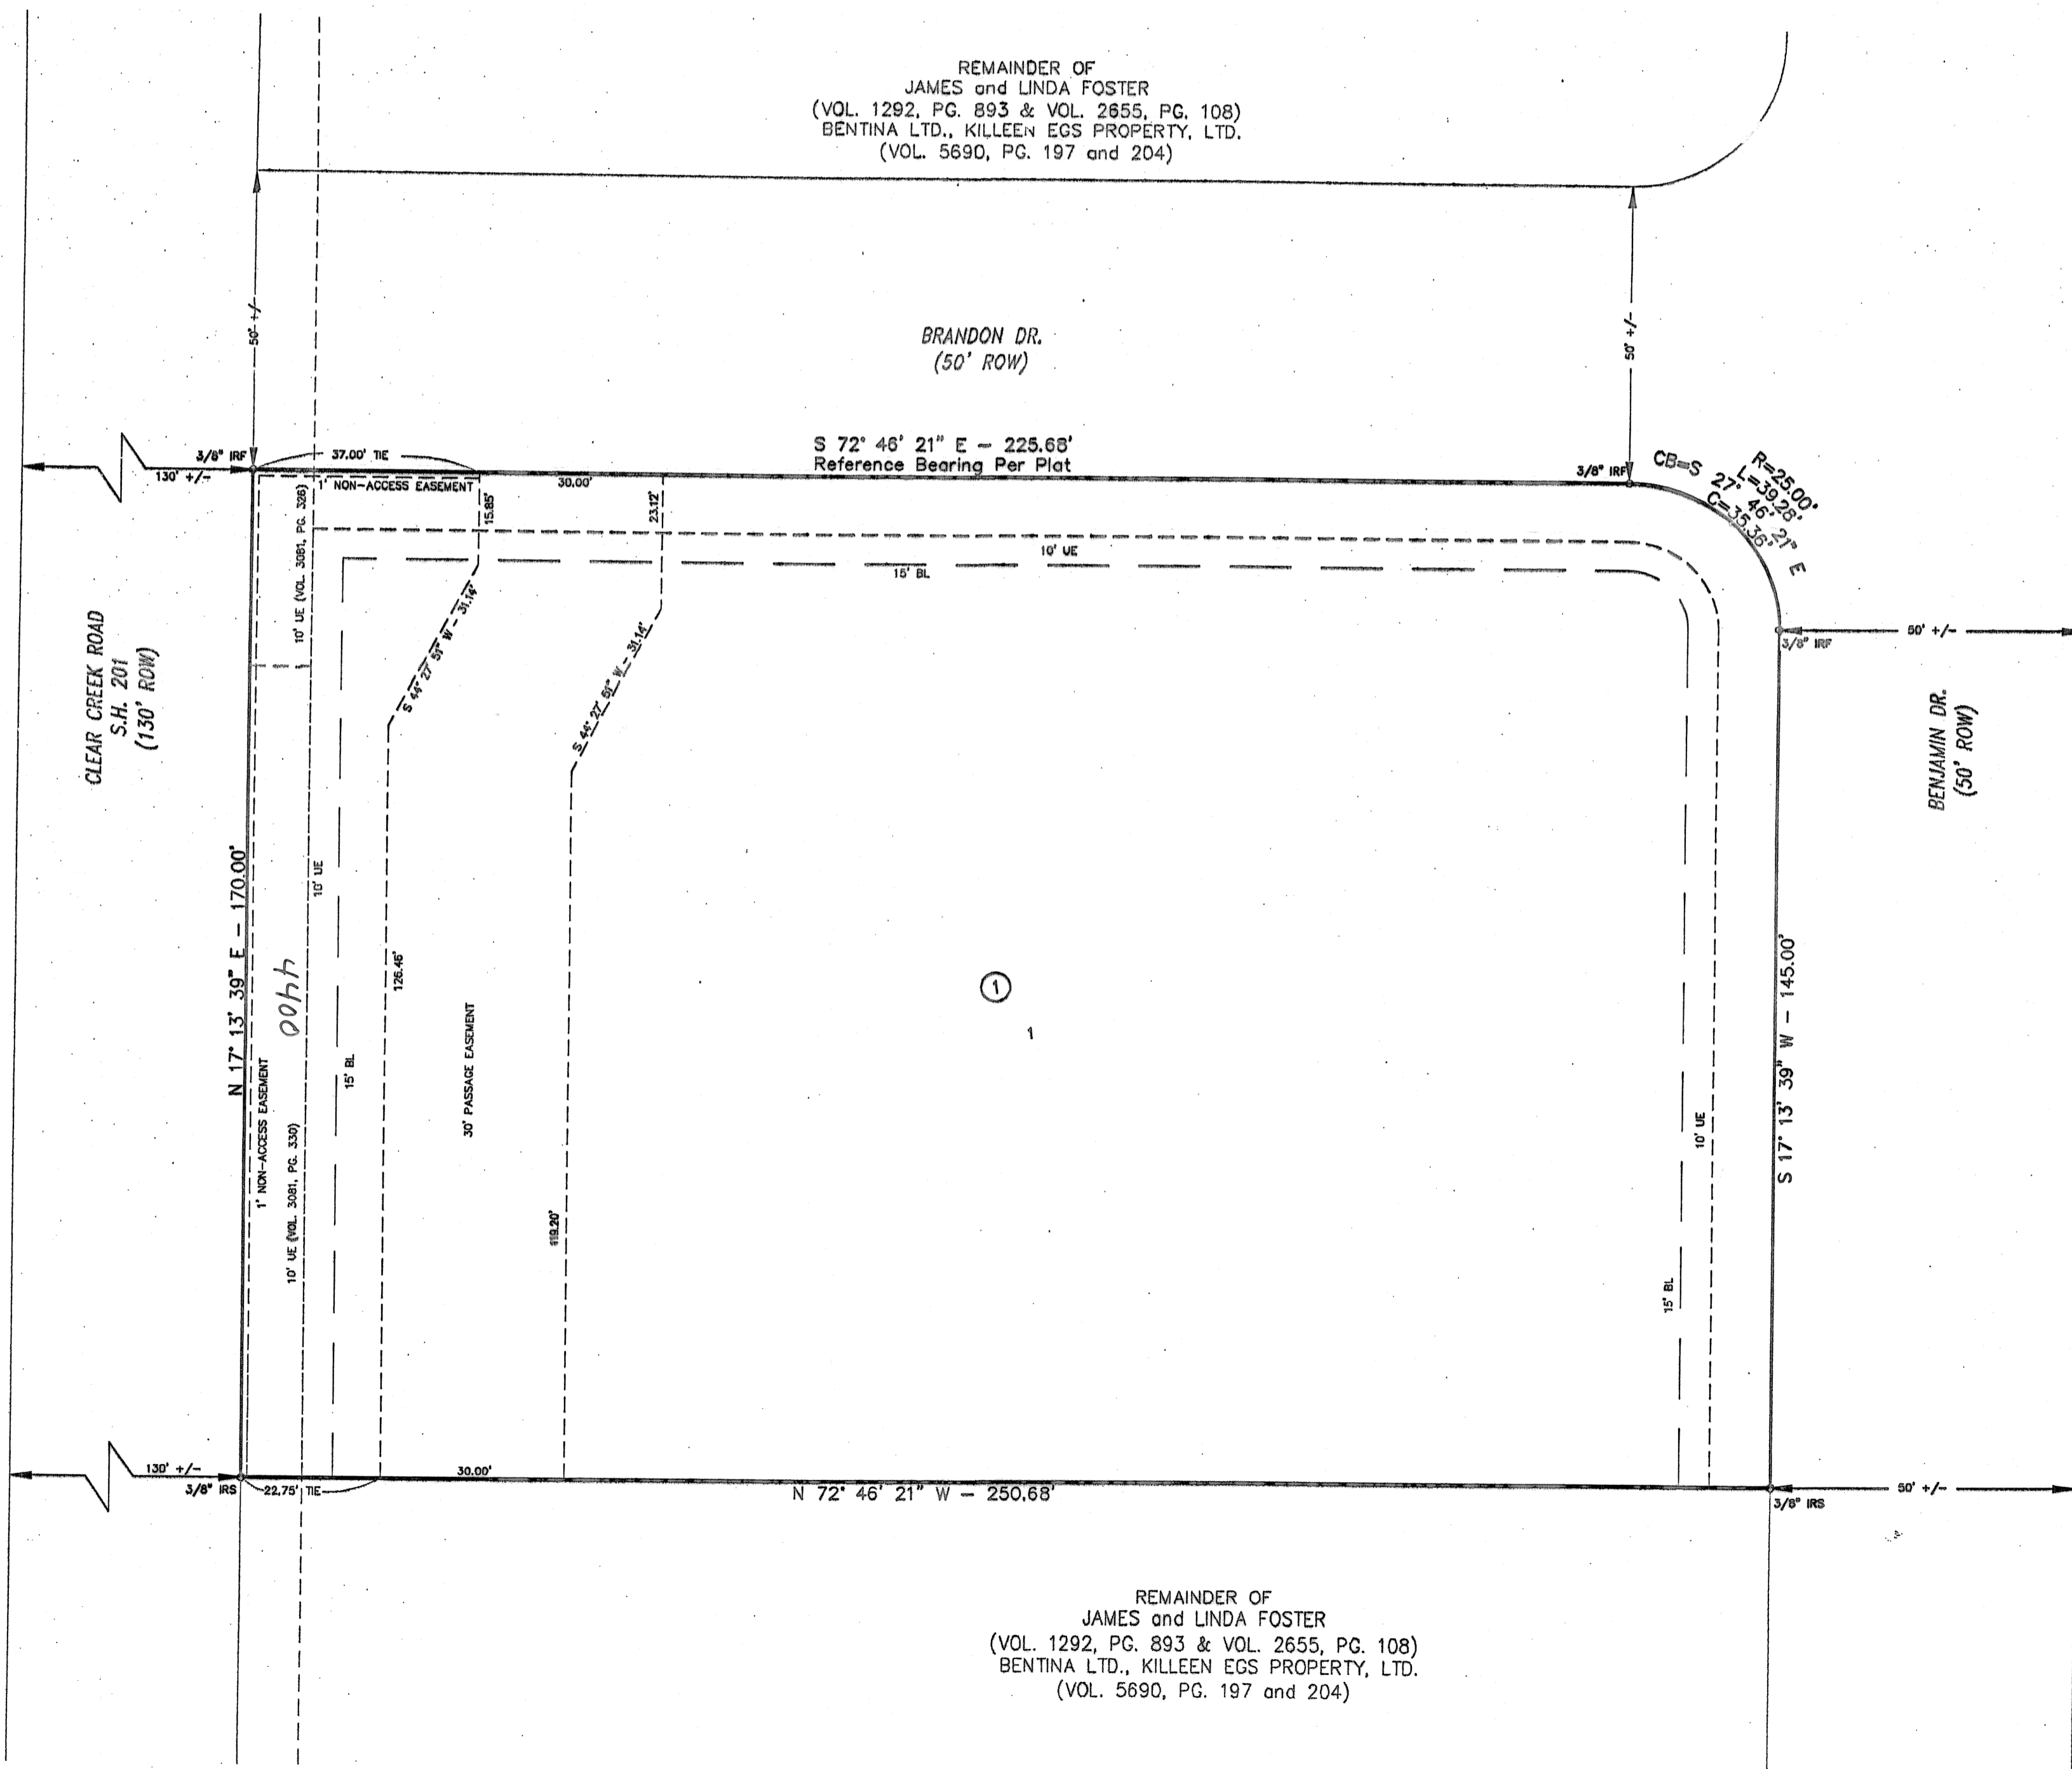 REMAINDER OF
JAMES and LINDA FOSTER
(VOL. 1292, PG. 893 & VOL. 2655, PG. 108)
BENTINA LTD., KILLEEN EGS PROPERTY, LTD.
(VOL. 5690, PG. 197 and 204)
50' +/-
50' +/-
BRANDON DR.
(50' ROW)
S 72° 46' 21" E - 225.68'
Reference Bearing Per Plat
3/8" IRF
130' +/-
37.00' TIE
1' NON-ACCESS EASEMENT
30.00'
15.85'
23.12'
3/8" IRF
R=25.00'
L=39.28'
CB=S 27° 46' 21" E
C=35.36'
10' UE (VOL. 3081, PG. 326)
10' UE
15' BL
S 44° 27' 51" W - 31.14'
S 44° 27' 51" W - 31.14'
50' +/-
3/8" IRF
CLEAR CREEK ROAD
S.H. 201
(130' ROW)
BENJAMIN DR.
(50' ROW)
N 17° 13' 39" E - 170.00'
10' UE
4400
126.45'
1
1
S 17° 13' 39" W - 145.00'
1' NON-ACCESS EASEMENT
10' UE (VOL. 3081, PG. 330)
15' BL
30' PASSAGE EASEMENT
119.20'
10' UE
15' BL
130' +/-
3/8" IRS
22.75' TIE
30.00'
N 72° 46' 21" W - 250.68'
50' +/-
3/8" IRS
REMAINDER OF
JAMES and LINDA FOSTER
(VOL. 1292, PG. 893 & VOL. 2655, PG. 108)
BENTINA LTD., KILLEEN EGS PROPERTY, LTD.
(VOL. 5690, PG. 197 and 204)